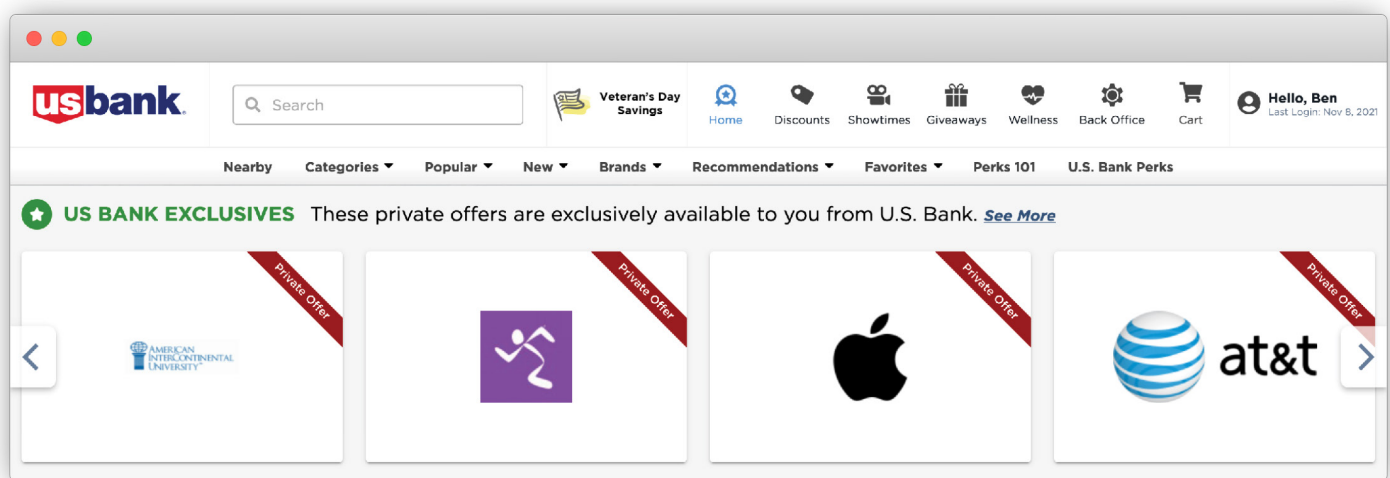 usbank.
Search
Veteran's Day
Savings
Home
Discounts
Showtimes
Giveaways
Wellness
Back Office
Cart
Hello, Ben
Last Login: Nov 8, 2021
Nearby
Categories
Popular
New
Brands
Recommendations
Favorites
Perks 101
U.S. Bank Perks
US BANK EXCLUSIVES These private offers are exclusively available to you from U.S. Bank. See More
Private Offer
Private Offer
Private Offer
Private Offer
AMERICAN
INTERCONTINENTAL
UNIVERSITY
at&t